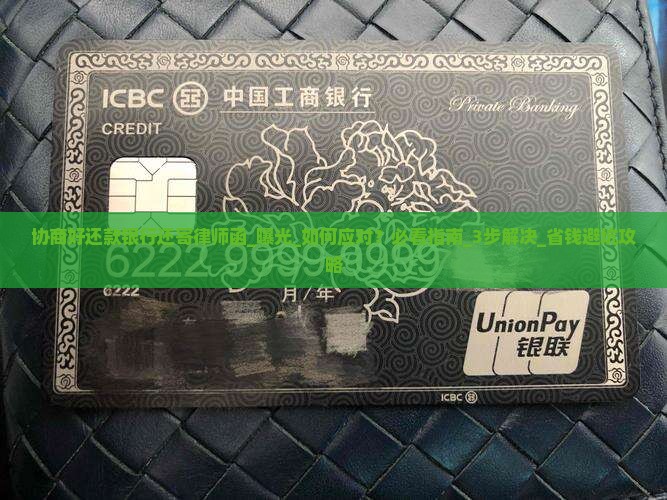 ICBC 中国工商银行
Private Banking
CREDIT
协商好还款银行还寄律师函_曝光_如何应对？必看指南_3步解决_省钱避坑攻
略
6222
6222
月/年
UnionPay
银联
ICBC